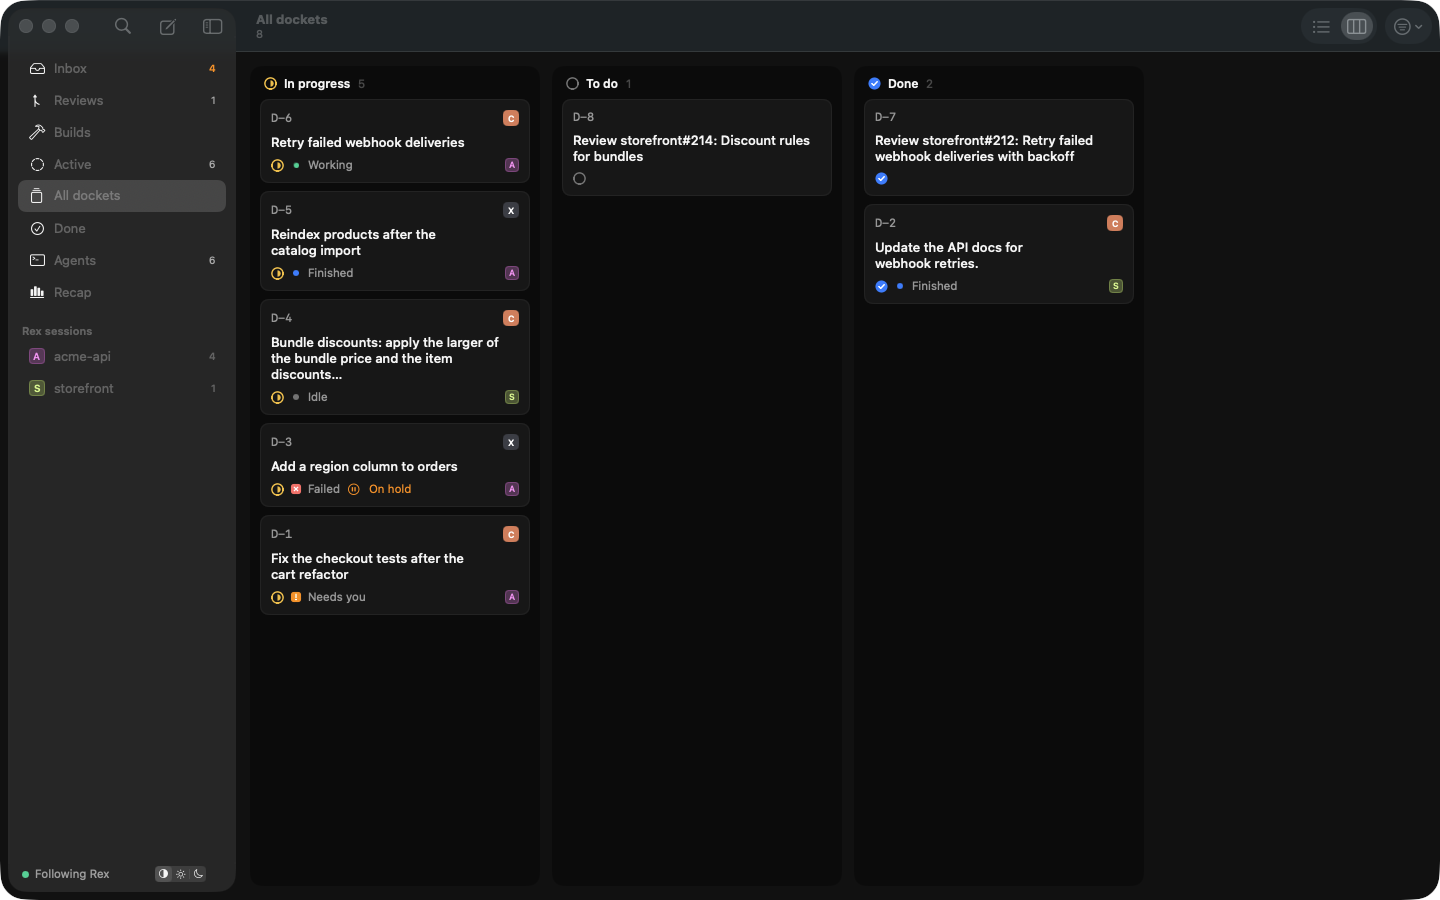 All dockets
8
Inbox 4
Reviews 1
Builds
Active 6
All dockets
Done
Agents 6
Recap
Rex sessions
A acme-api 4
S storefront 1
Following Rex
In progress 5
D-6 C
Retry failed webhook deliveries
Working A
D-5 X
Reindex products after the
catalog import
Finished A
D-4 C
Bundle discounts: apply the larger of
the bundle price and the item
discounts...
Idle S
D-3 X
Add a region column to orders
Failed On hold A
D-1 C
Fix the checkout tests after the
cart refactor
! Needs you A
To do 1
D-8
Review storefront#214: Discount rules
for bundles
Done 2
D-7
Review storefront#212: Retry failed
webhook deliveries with backoff
D-2 C
Update the API docs for
webhook retries.
Finished S